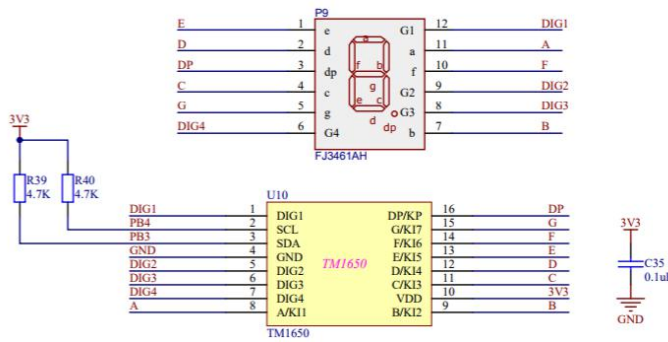 P9
E 1 e G1 12 DIG1
D 2 d a 11 A
DP 3 dp f 10 F
C 4 c G2 9 DIG2
G 5 g G3 8 DIG3
DIG4 6 G4 b 7 B
a
f b
g
e c
d dp
FJ3461AH
3V3
R39 R40
4.7K 4.7K
U10
DIG1 1 DIG1 DP/KP 16 DP
PB4 2 SCL G/KI7 15 G
PB3 3 SDA F/KI6 14 F
GND 4 GND E/KI5 13 E
DIG2 5 DIG2 D/KI4 12 D
DIG3 6 DIG3 C/KI3 11 C
DIG4 7 DIG4 VDD 10 3V3
A 8 A/KI1 B/KI2 9 B
TM1650
TM1650
3V3
C35
0.1u
GND